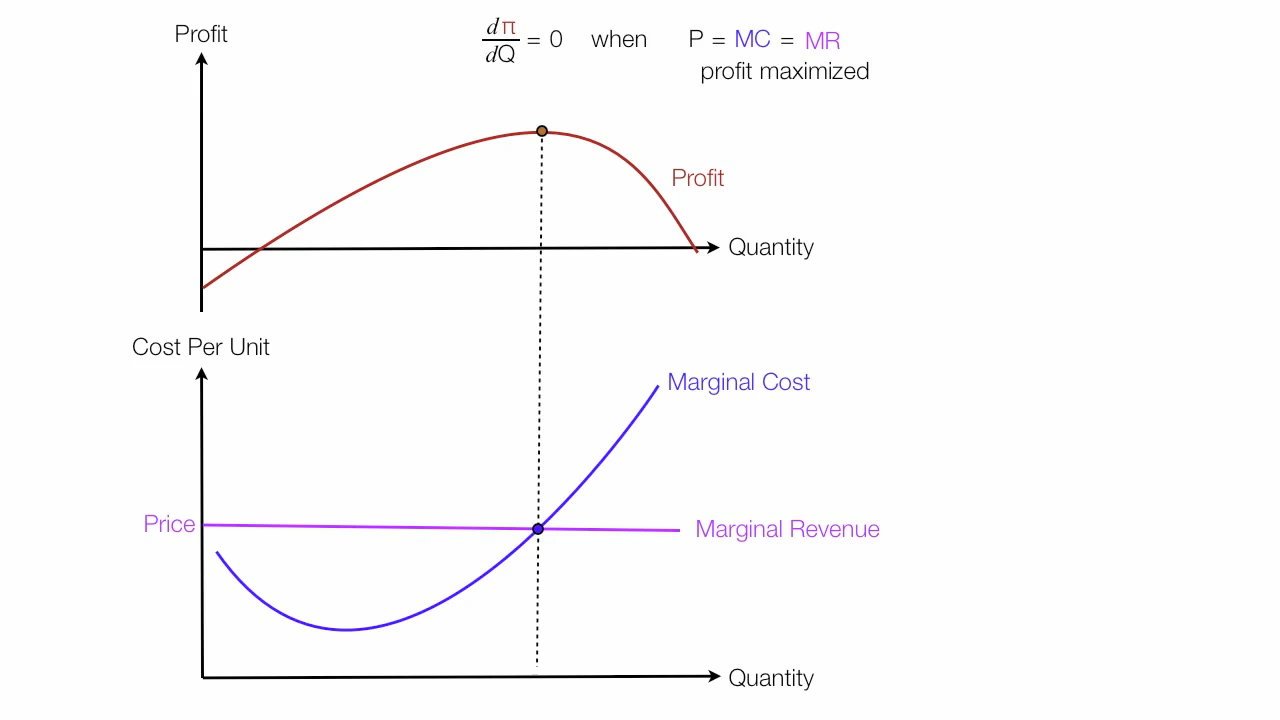 Profit
dπ
dQ
= 0 when P = MC = MR
profit maximized
Profit
Quantity
Cost Per Unit
Marginal Cost
Price
Marginal Revenue
Quantity